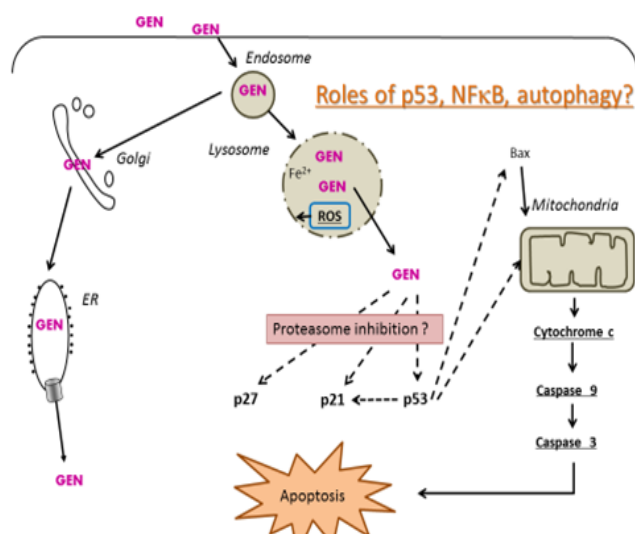 GEN
GEN
Endosome
GEN
Roles of p53, NFκB, autophagy?
GEN
Golgi
Lysosome
GEN
Fe2+
GEN
ROS
Bax
Mitochondria
GEN
ER
GEN
Proteasome inhibition ?
Cytochrome c
p27
p21
p53
Caspase 9
Caspase 3
GEN
Apoptosis